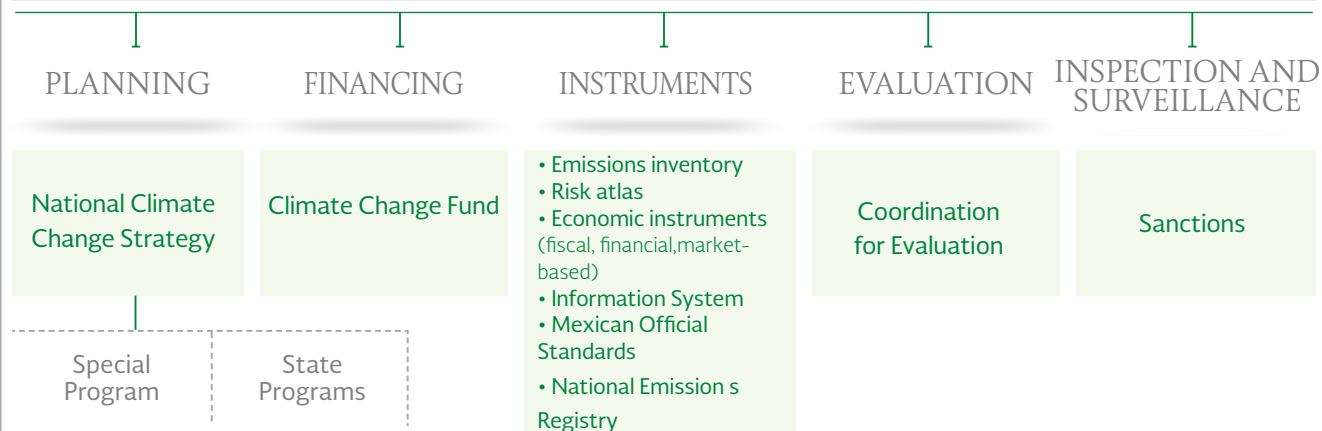 PLANNING
FINANCING
INSTRUMENTS
EVALUATION
INSPECTION AND
SURVEILLANCE
National Climate
Change Strategy
Climate Change Fund
• Emissions inventory
• Risk atlas
• Economic instruments
(fiscal, financial,market-
based)
• Information System
• Mexican Official
Standards
• National Emission s
Registry
Coordination
for Evaluation
Sanctions
Special
Program
State
Programs